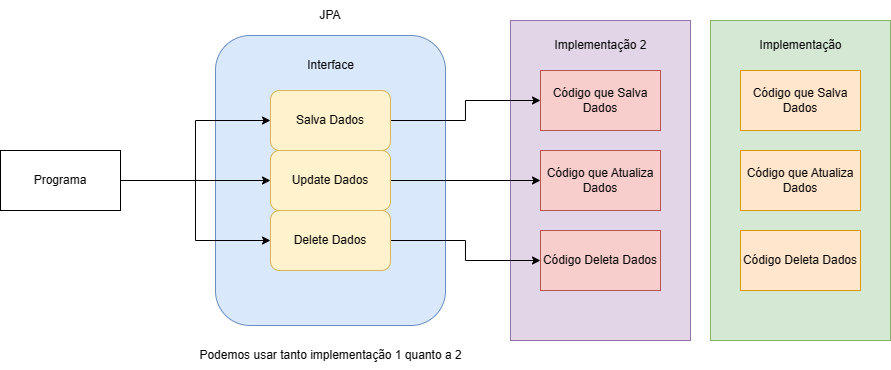 JPA
Interface
Salva Dados
Update Dados
Delete Dados
Programa
Implementação 2
Código que Salva
Dados
Código que Atualiza
Dados
Código Deleta Dados
Implementação
Código que Salva
Dados
Código que Atualiza
Dados
Código Deleta Dados
Podemos usar tanto implementação 1 quanto a 2